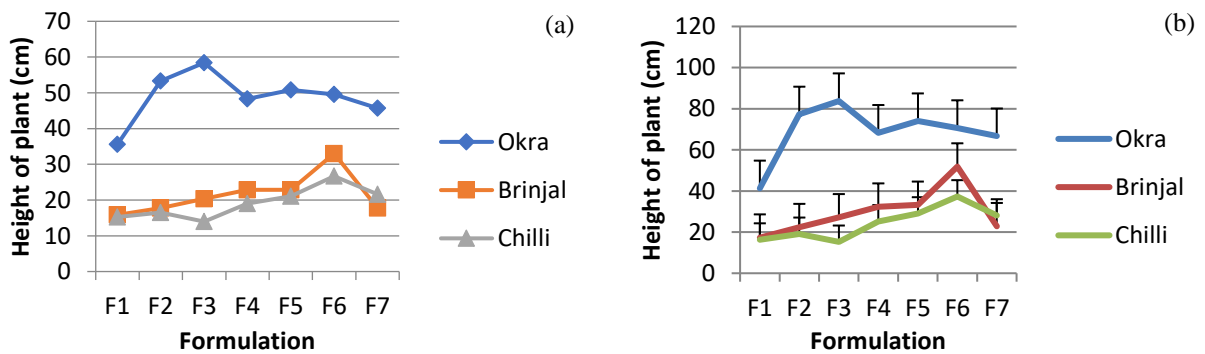 (a)
Height of plant (cm)
70
60
50
40
30
20
10
0
F1 F2 F3 F4 F5 F6 F7
Formulation
Okra
Brinjal
Chilli
(b)
Height of plant (cm)
120
100
80
60
40
20
0
F1 F2 F3 F4 F5 F6 F7
Formulation
Okra
Brinjal
Chilli